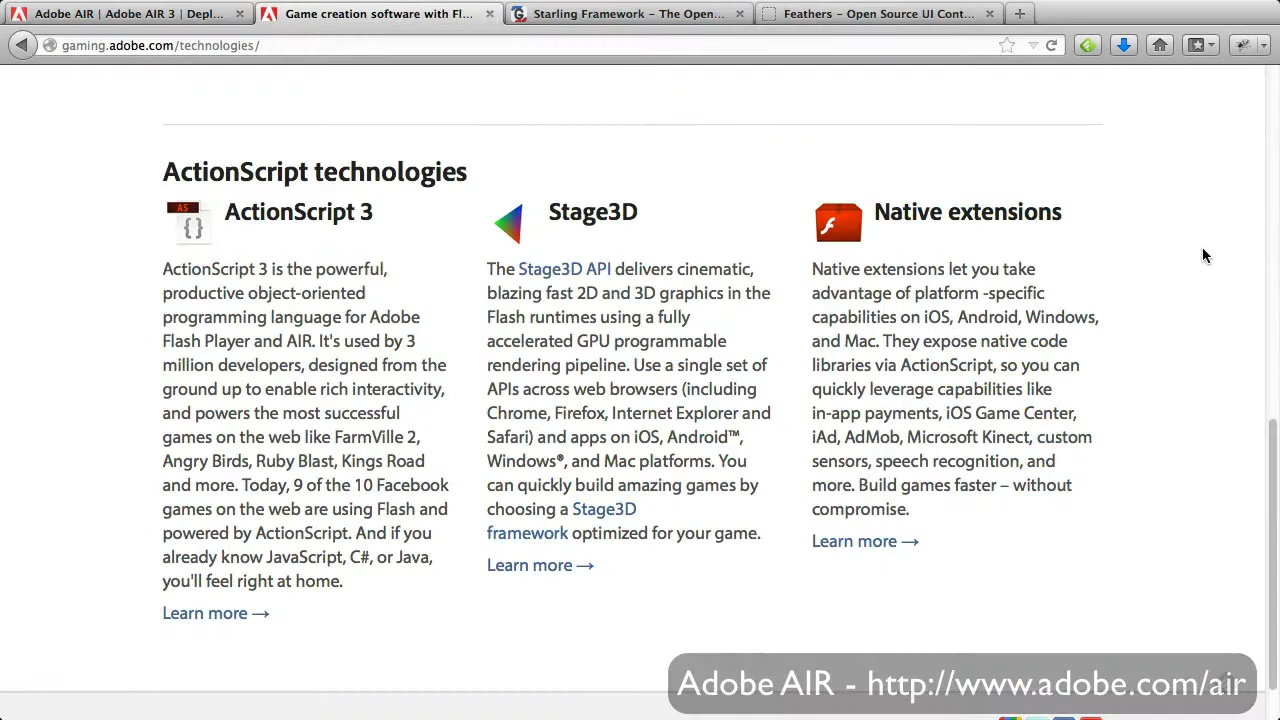 Adobe AIR | Adobe AIR 3 | Depl...
Game creation software with Fl...
Starling Framework – The Open...
Feathers – Open Source UI Cont...
gaming.adobe.com/technologies/
ActionScript technologies
AS
{}
ActionScript 3
ActionScript 3 is the powerful,
productive object-oriented
programming language for Adobe
Flash Player and AIR. It's used by 3
million developers, designed from the
ground up to enable rich interactivity,
and powers the most successful
games on the web like FarmVille 2,
Angry Birds, Ruby Blast, Kings Road
and more. Today, 9 of the 10 Facebook
games on the web are using Flash and
powered by ActionScript. And if you
already know JavaScript, C#, or Java,
you'll feel right at home.
Learn more →
Stage3D
The Stage3D API delivers cinematic,
blazing fast 2D and 3D graphics in the
Flash runtimes using a fully
accelerated GPU programmable
rendering pipeline. Use a single set of
APIs across web browsers (including
Chrome, Firefox, Internet Explorer and
Safari) and apps on iOS, Android™,
Windows®, and Mac platforms. You
can quickly build amazing games by
choosing a Stage3D
framework optimized for your game.
Learn more →
Native extensions
Native extensions let you take
advantage of platform -specific
capabilities on iOS, Android, Windows,
and Mac. They expose native code
libraries via ActionScript, so you can
quickly leverage capabilities like
in-app payments, iOS Game Center,
iAd, AdMob, Microsoft Kinect, custom
sensors, speech recognition, and
more. Build games faster – without
compromise.
Learn more →
Adobe AIR - http://www.adobe.com/air